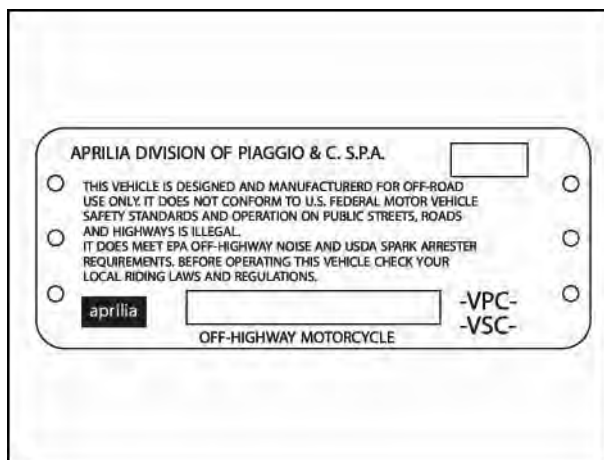 APRILIA DIVISION OF PIAGGIO & C. S.P.A.
THIS VEHICLE IS DESIGNED AND MANUFACTURERD FOR OFF-ROAD
USE ONLY. IT DOES NOT CONFORM TO U.S. FEDERAL MOTOR VEHICLE
SAFETY STANDARDS AND OPERATION ON PUBLIC STREETS, ROADS
AND HIGHWAYS IS ILLEGAL.
IT DOES MEET EPA OFF-HIGHWAY NOISE AND USDA SPARK ARRESTER
REQUIREMENTS. BEFORE OPERATING THIS VEHICLE CHECK YOUR
LOCAL RIDING LAWS AND REGULATIONS.
aprilia
-VPC-
-VSC-
OFF-HIGHWAY MOTORCYCLE